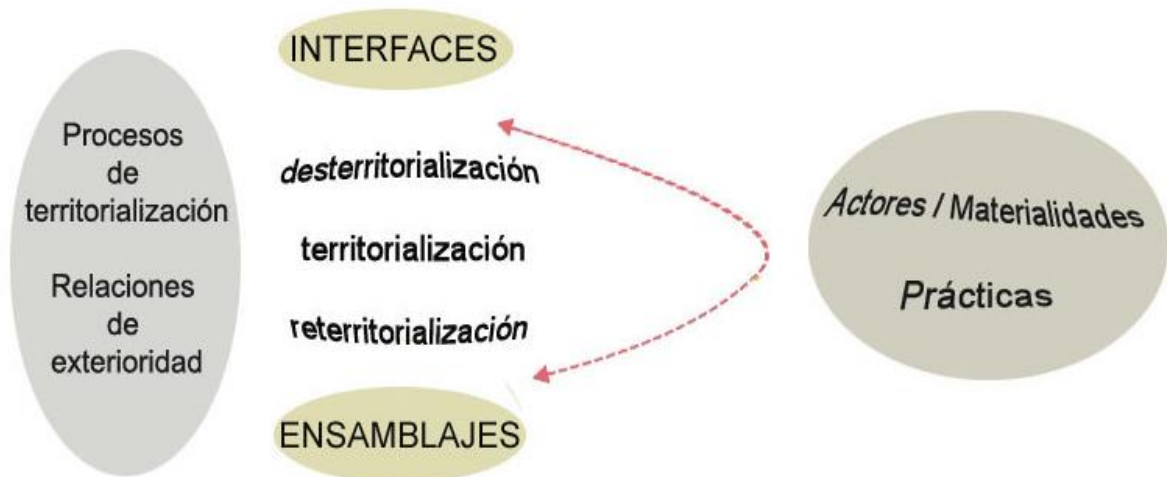 INTERFACES
Procesos
de
territorialización
Relaciones
de
exterioridad
desterritorialización
territorialización
reterritorialización
ENSAMBLAJES
Actores / Materialidades
Prácticas